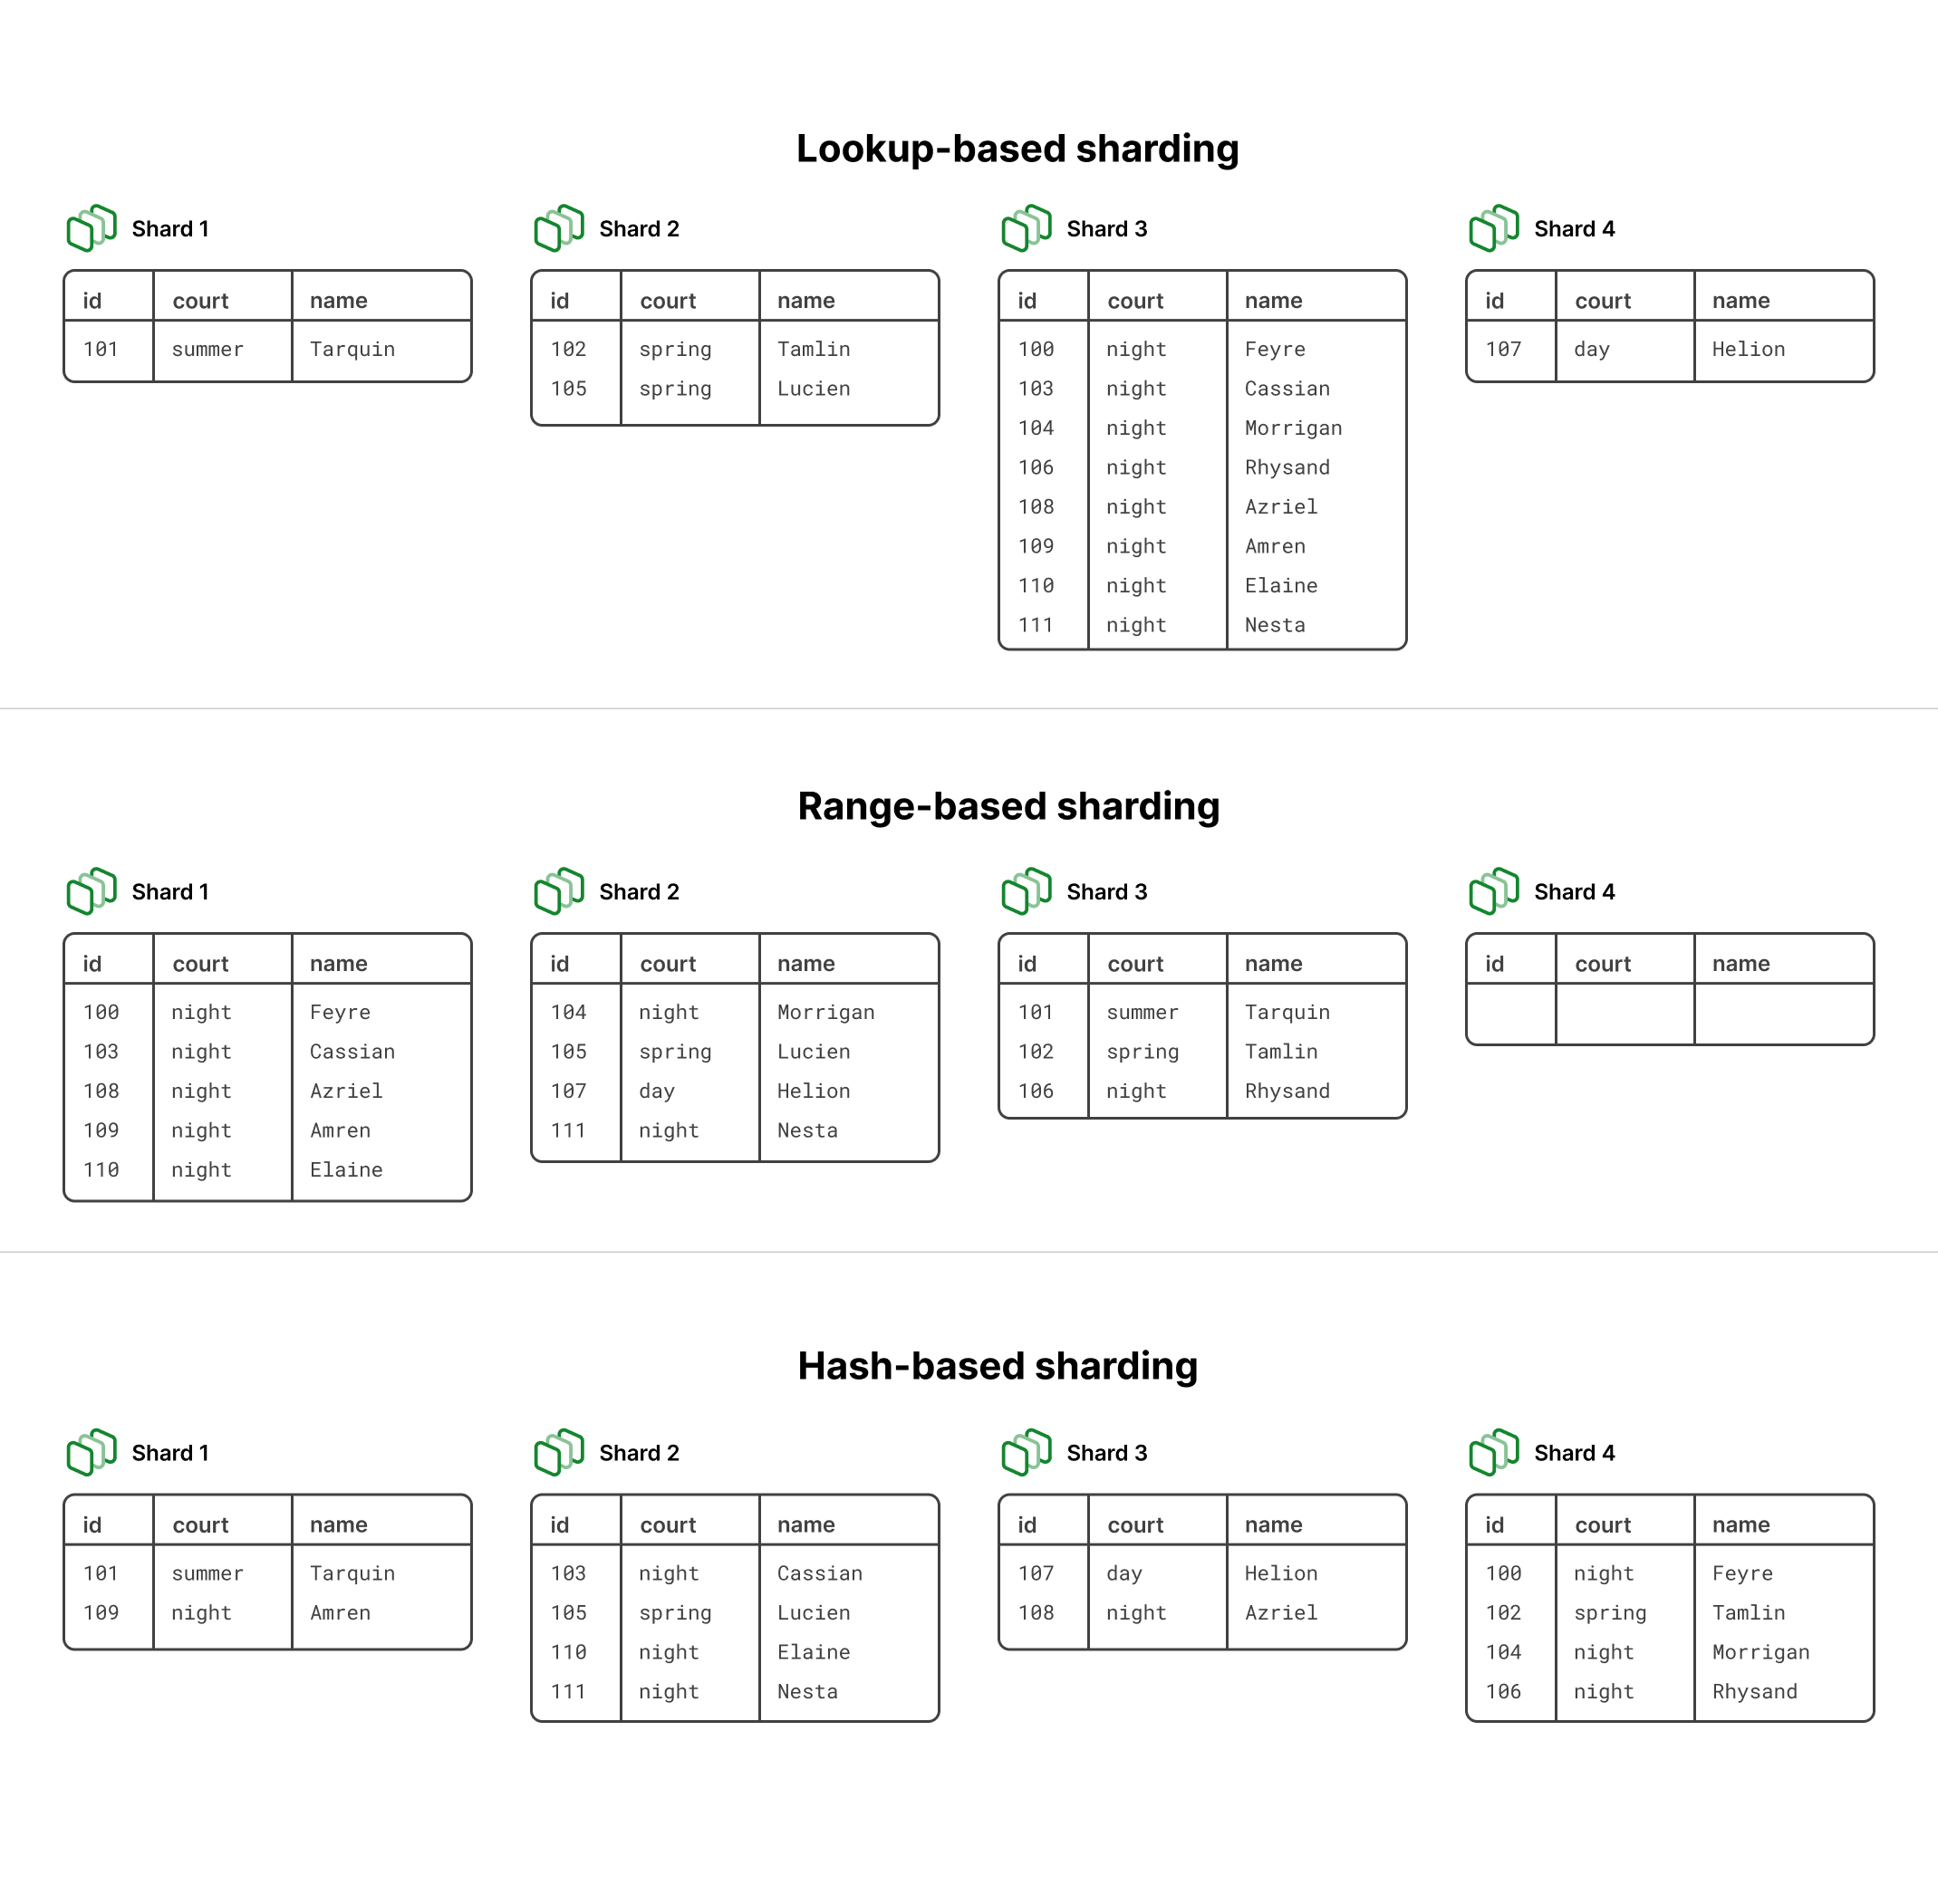 Lookup-based sharding
Shard 1
id court name
101 summer Tarquin
Shard 2
id court name
102 spring Tamlin
105 spring Lucien
Shard 3
id court name
100 night Feyre
103 night Cassian
104 night Morrigan
106 night Rhysand
108 night Azriel
109 night Amren
110 night Elaine
111 night Nesta
Shard 4
id court name
107 day Helion
Range-based sharding
Shard 1
id court name
100 night Feyre
103 night Cassian
108 night Azriel
109 night Amren
110 night Elaine
Shard 2
id court name
104 night Morrigan
105 spring Lucien
107 day Helion
111 night Nesta
Shard 3
id court name
101 summer Tarquin
102 spring Tamlin
106 night Rhysand
Shard 4
id court name
Hash-based sharding
Shard 1
id court name
101 summer Tarquin
109 night Amren
Shard 2
id court name
103 night Cassian
105 spring Lucien
110 night Elaine
111 night Nesta
Shard 3
id court name
107 day Helion
108 night Azriel
Shard 4
id court name
100 night Feyre
102 spring Tamlin
104 night Morrigan
106 night Rhysand